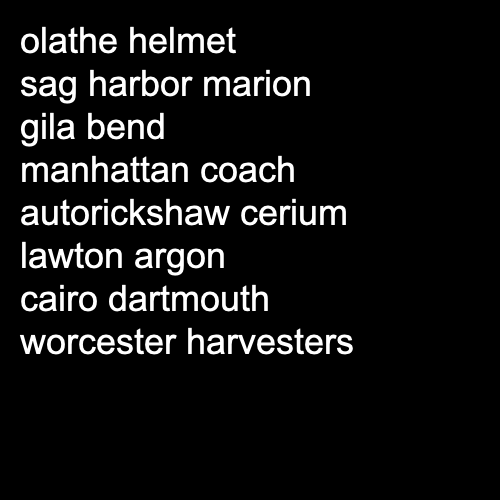 olathe helmet
sag harbor marion
gila bend
manhattan coach
autorickshaw cerium
lawton argon
cairo dartmouth
worcester harvesters